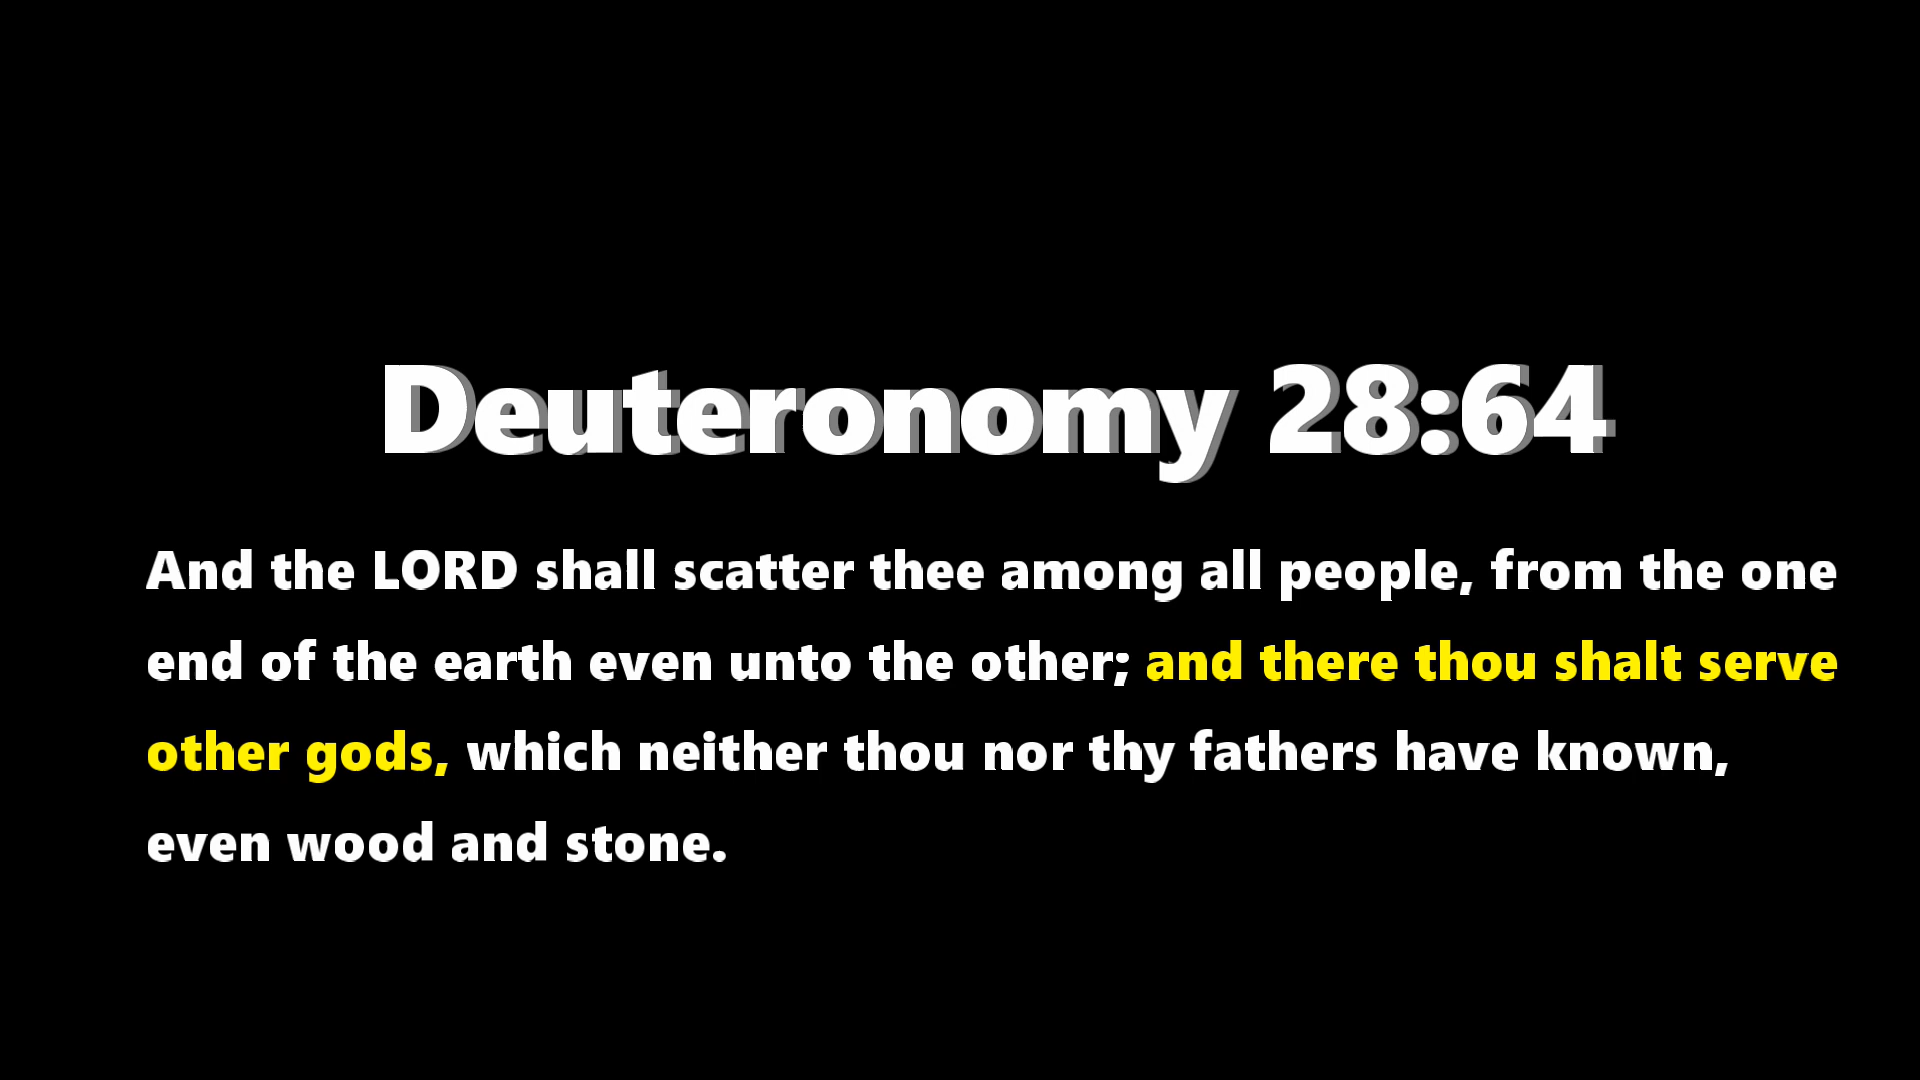 Deuteronomy 28:64
And the LORD shall scatter thee among all people, from the one
end of the earth even unto the other; and there thou shalt serve
other gods, which neither thou nor thy fathers have known,
even wood and stone.